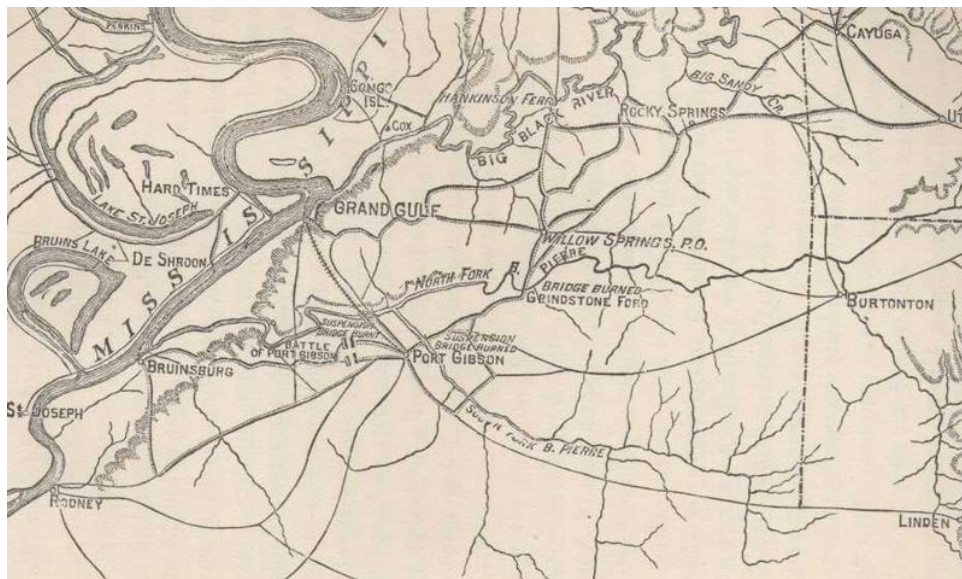 PERKINS
CAYUGA
CONGO
ISL.
BIG SANDY CR.
HANKINSON FERRY
ROCKY SPRINGS
COX
BIG BLACK RIVER
UT
HARD TIMES
LAKE ST. JOSEPH
MISSISSIPPI R.
GRAND GULF
BRUINS LAKE
DE SHROON
WILLOW SPRINGS, P.O.
NORTH FORK
B. PIERRE
BRIDGE BURNED
GRINDSTONE FORD
BURTONTON
SUSPENSION
BRIDGE BURNT
SUSPENSION
BRIDGE BURNED
BATTLE
OF PORT GIBSON
PORT GIBSON
BRUINSBURG
ST. JOSEPH
SOUTH FORK B. PIERRE
RODNEY
LINDEN